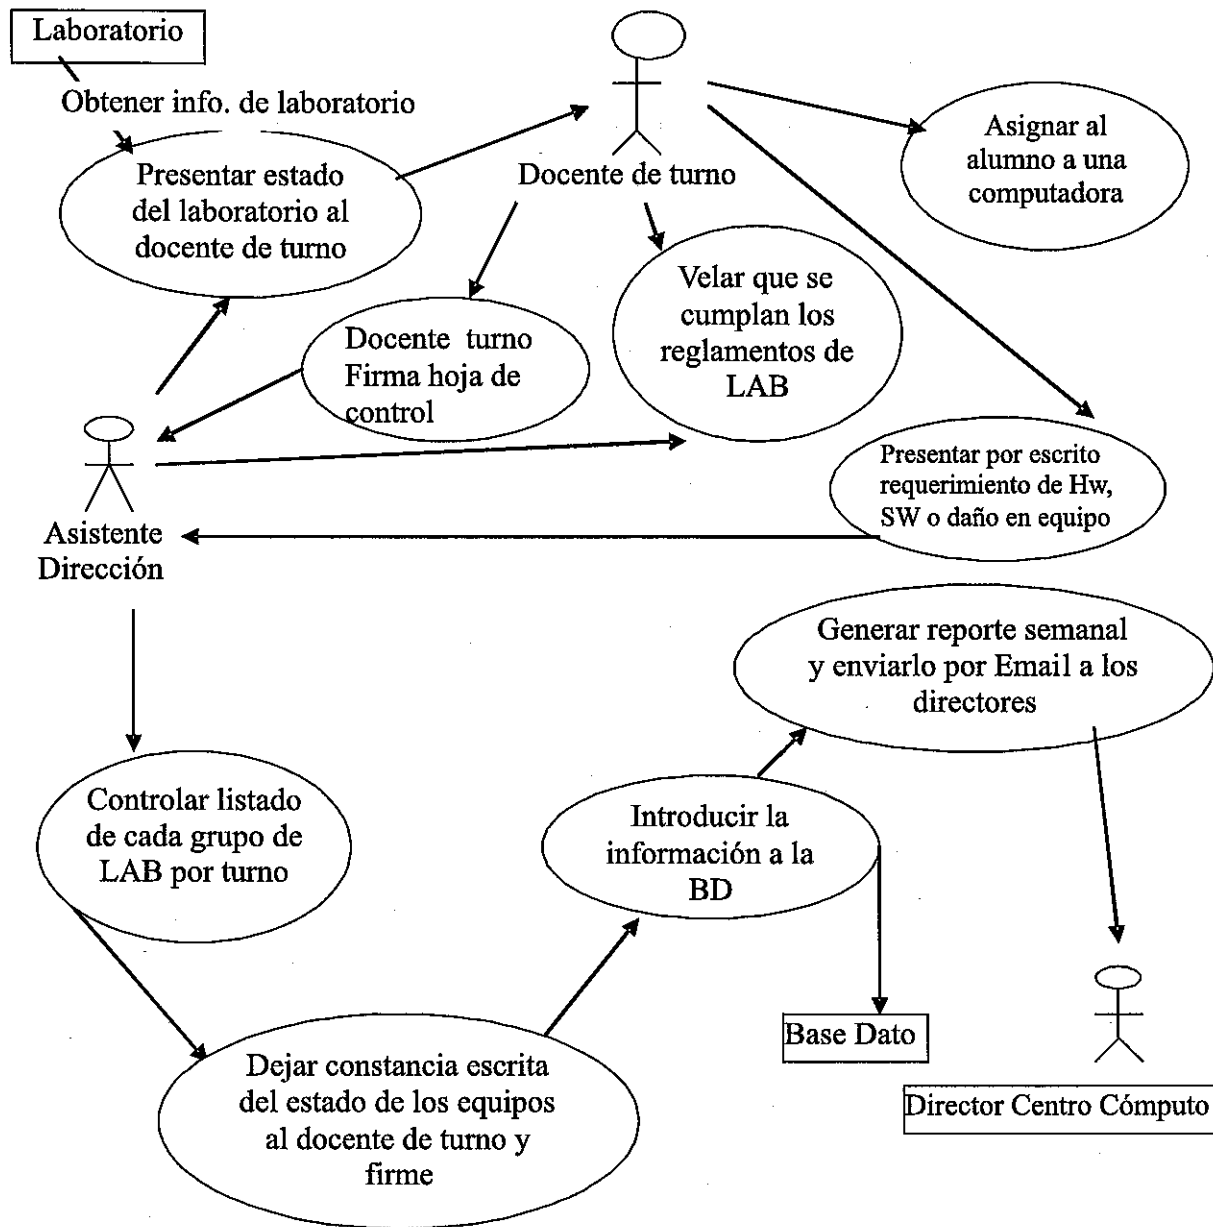 Laboratorio
Obtener info. de laboratorio
Presentar estado
del laboratorio al
docente de turno
Docente de turno
Asignar al
alumno a una
computadora
Velar que se
cumplan los
reglamentos de
LAB
Docente  turno
Firma hoja de
control
Asistente
Dirección
Presentar por escrito
requerimiento de Hw,
SW o daño en equipo
Generar reporte semanal
y enviarlo por Email a los
directores
Controlar listado
de cada grupo de
LAB por turno
Introducir la
información a la
BD
Dejar constancia escrita
del estado de los equipos
al docente de turno y
firme
Base Dato
Director Centro Cómputo